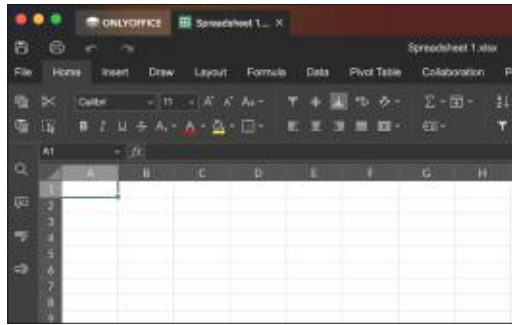 ONLYOFFICE Spreadsheet 1....
Spreadsheet 1.xlsx
File Home Insert Draw Layout Formula Data Pivot Table Collaboration P
Calibri 11 A A Aa
B I U S A A
A1 fx
A B C D E F G H
1
2
3
4
5
6
7
8
9